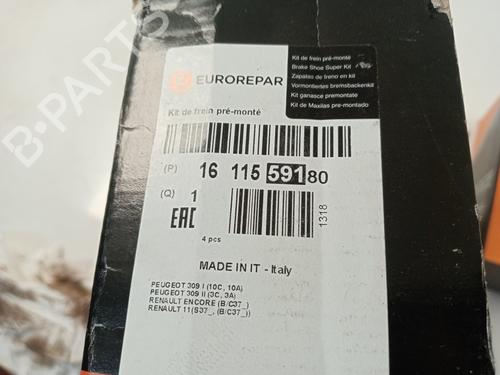 EUROREPAR
Kit de frein pré-monté
Brake Shoe Super Kit
Zapatas de freno en kit
Vormontiertes bremsbackenkit
Kit ganasce premontate
Kit de Maxilas pre-montado
Kit de frein pré-monté
(P) 16 115 591 80
(Q) 1
EAC
1318
4 pcs
MADE IN IT - Italy
PEUGEOT 309 I (10C, 10A)
PEUGEOT 309 II (3C, 3A)
RENAULT ENCORE (B/C37_)
RENAULT 11(S37_, (B/C37_))
B-PARTS